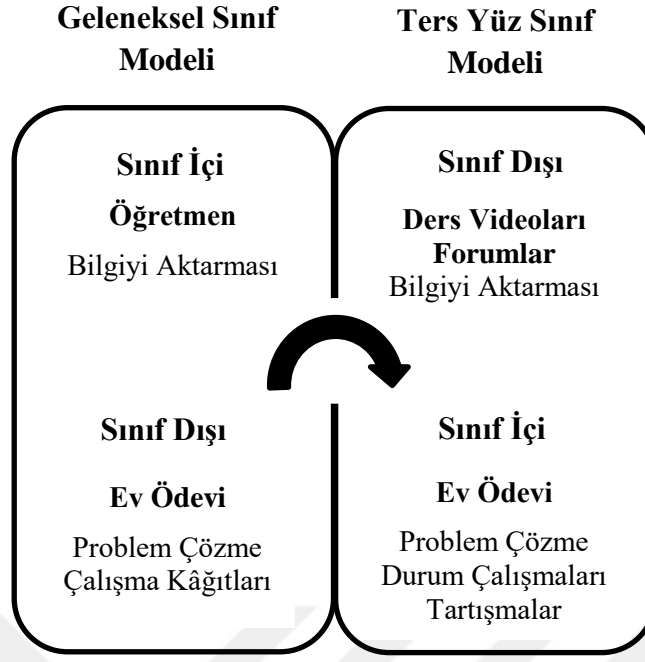 Geleneksel Sınıf
Modeli
Ters Yüz Sınıf
Modeli
Sınıf İçi
Öğretmen
Bilgiyi Aktarması
Sınıf Dışı
Ev Ödevi
Problem Çözme
Çalışma Kâğıtları
Sınıf Dışı
Ders Videoları
Forumlar
Bilgiyi Aktarması
Sınıf İçi
Ev Ödevi
Problem Çözme
Durum Çalışmaları
Tartışmalar